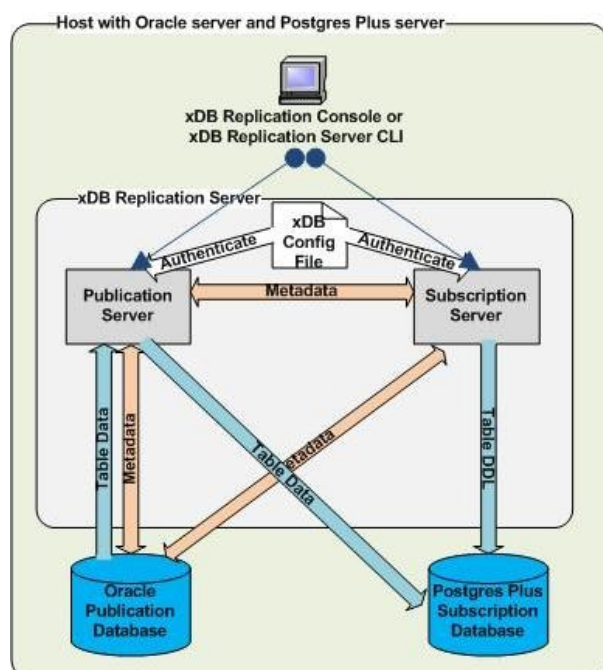 Host with Oracle server and Postgres Plus server
xDB Replication Console or
xDB Replication Server CLI
xDB Replication Server
xDB
Config
File
Authenticate
Authenticate
Publication
Server
Metadata
Subscription
Server
Table Data
Metadata
Table Data
etadata
Table DDL
Oracle
Publication
Database
Postgres Plus
Subscription
Database